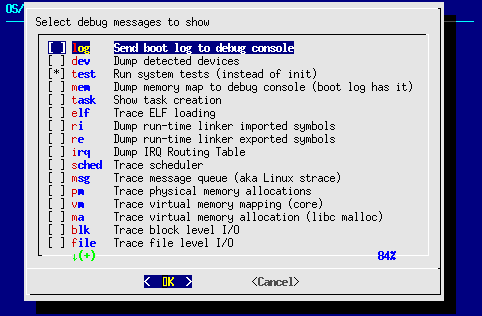 OS/
Select debug messages to show
[ ] log Send boot log to debug console
[ ] dev Dump detected devices
[*] test Run system tests (instead of init)
[ ] mem Dump memory map to debug console (boot log has it)
[ ] task Show task creation
[ ] elf Trace ELF loading
[ ] ri Dump run-time linker imported symbols
[ ] re Dump run-time linker exported symbols
[ ] irq Dump IRQ Routing Table
[ ] sched Trace scheduler
[ ] msg Trace message queue (aka Linux strace)
[ ] pm Trace physical memory allocations
[ ] vm Trace virtual memory mapping (core)
[ ] ma Trace virtual memory allocation (libc malloc)
[ ] blk Trace block level I/O
[ ] file Trace file level I/O
↓(+) 84%
< OK > <Cancel>